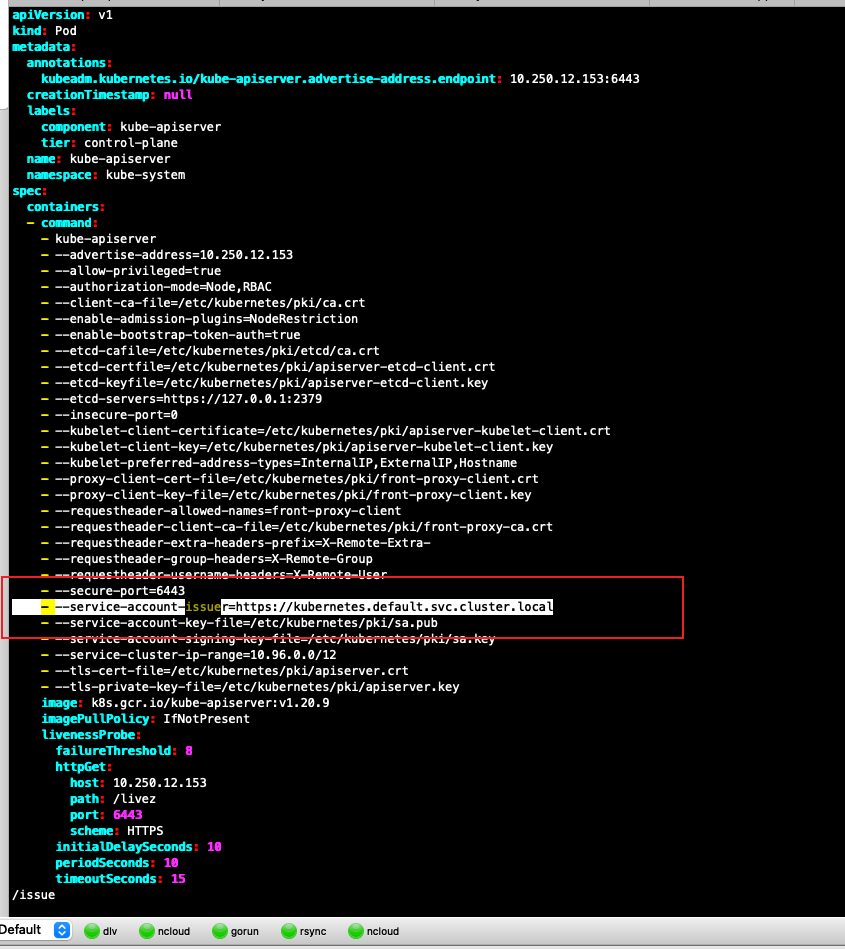 apiVersion: v1
kind: Pod
metadata:
  annotations:
    kubeadm.kubernetes.io/kube-apiserver.advertise-address.endpoint: 10.250.12.153:6443
  creationTimestamp: null
  labels:
    component: kube-apiserver
    tier: control-plane
  name: kube-apiserver
  namespace: kube-system
spec:
  containers:
  - command:
    - kube-apiserver
    - --advertise-address=10.250.12.153
    - --allow-privileged=true
    - --authorization-mode=Node,RBAC
    - --client-ca-file=/etc/kubernetes/pki/ca.crt
    - --enable-admission-plugins=NodeRestriction
    - --enable-bootstrap-token-auth=true
    - --etcd-cafile=/etc/kubernetes/pki/etcd/ca.crt
    - --etcd-certfile=/etc/kubernetes/pki/apiserver-etcd-client.crt
    - --etcd-keyfile=/etc/kubernetes/pki/apiserver-etcd-client.key
    - --etcd-servers=https://127.0.0.1:2379
    - --insecure-port=0
    - --kubelet-client-certificate=/etc/kubernetes/pki/apiserver-kubelet-client.crt
    - --kubelet-client-key=/etc/kubernetes/pki/apiserver-kubelet-client.key
    - --kubelet-preferred-address-types=InternalIP,ExternalIP,Hostname
    - --proxy-client-cert-file=/etc/kubernetes/pki/front-proxy-client.crt
    - --proxy-client-key-file=/etc/kubernetes/pki/front-proxy-client.key
    - --requestheader-allowed-names=front-proxy-client
    - --requestheader-client-ca-file=/etc/kubernetes/pki/front-proxy-ca.crt
    - --requestheader-extra-headers-prefix=X-Remote-Extra-
    - --requestheader-group-headers=X-Remote-Group
    - --requestheader-username-headers=X-Remote-User
    - --secure-port=6443
    - --service-account-issuer=https://kubernetes.default.svc.cluster.local
    - --service-account-key-file=/etc/kubernetes/pki/sa.pub
    - --service-account-signing-key-file=/etc/kubernetes/pki/sa.key
    - --service-cluster-ip-range=10.96.0.0/12
    - --tls-cert-file=/etc/kubernetes/pki/apiserver.crt
    - --tls-private-key-file=/etc/kubernetes/pki/apiserver.key
    image: k8s.gcr.io/kube-apiserver:v1.20.9
    imagePullPolicy: IfNotPresent
    livenessProbe:
      failureThreshold: 8
      httpGet:
        host: 10.250.12.153
        path: /livez
        port: 6443
        scheme: HTTPS
      initialDelaySeconds: 10
      periodSeconds: 10
      timeoutSeconds: 15
/issue
Default dlv ncloud gorun rsync ncloud